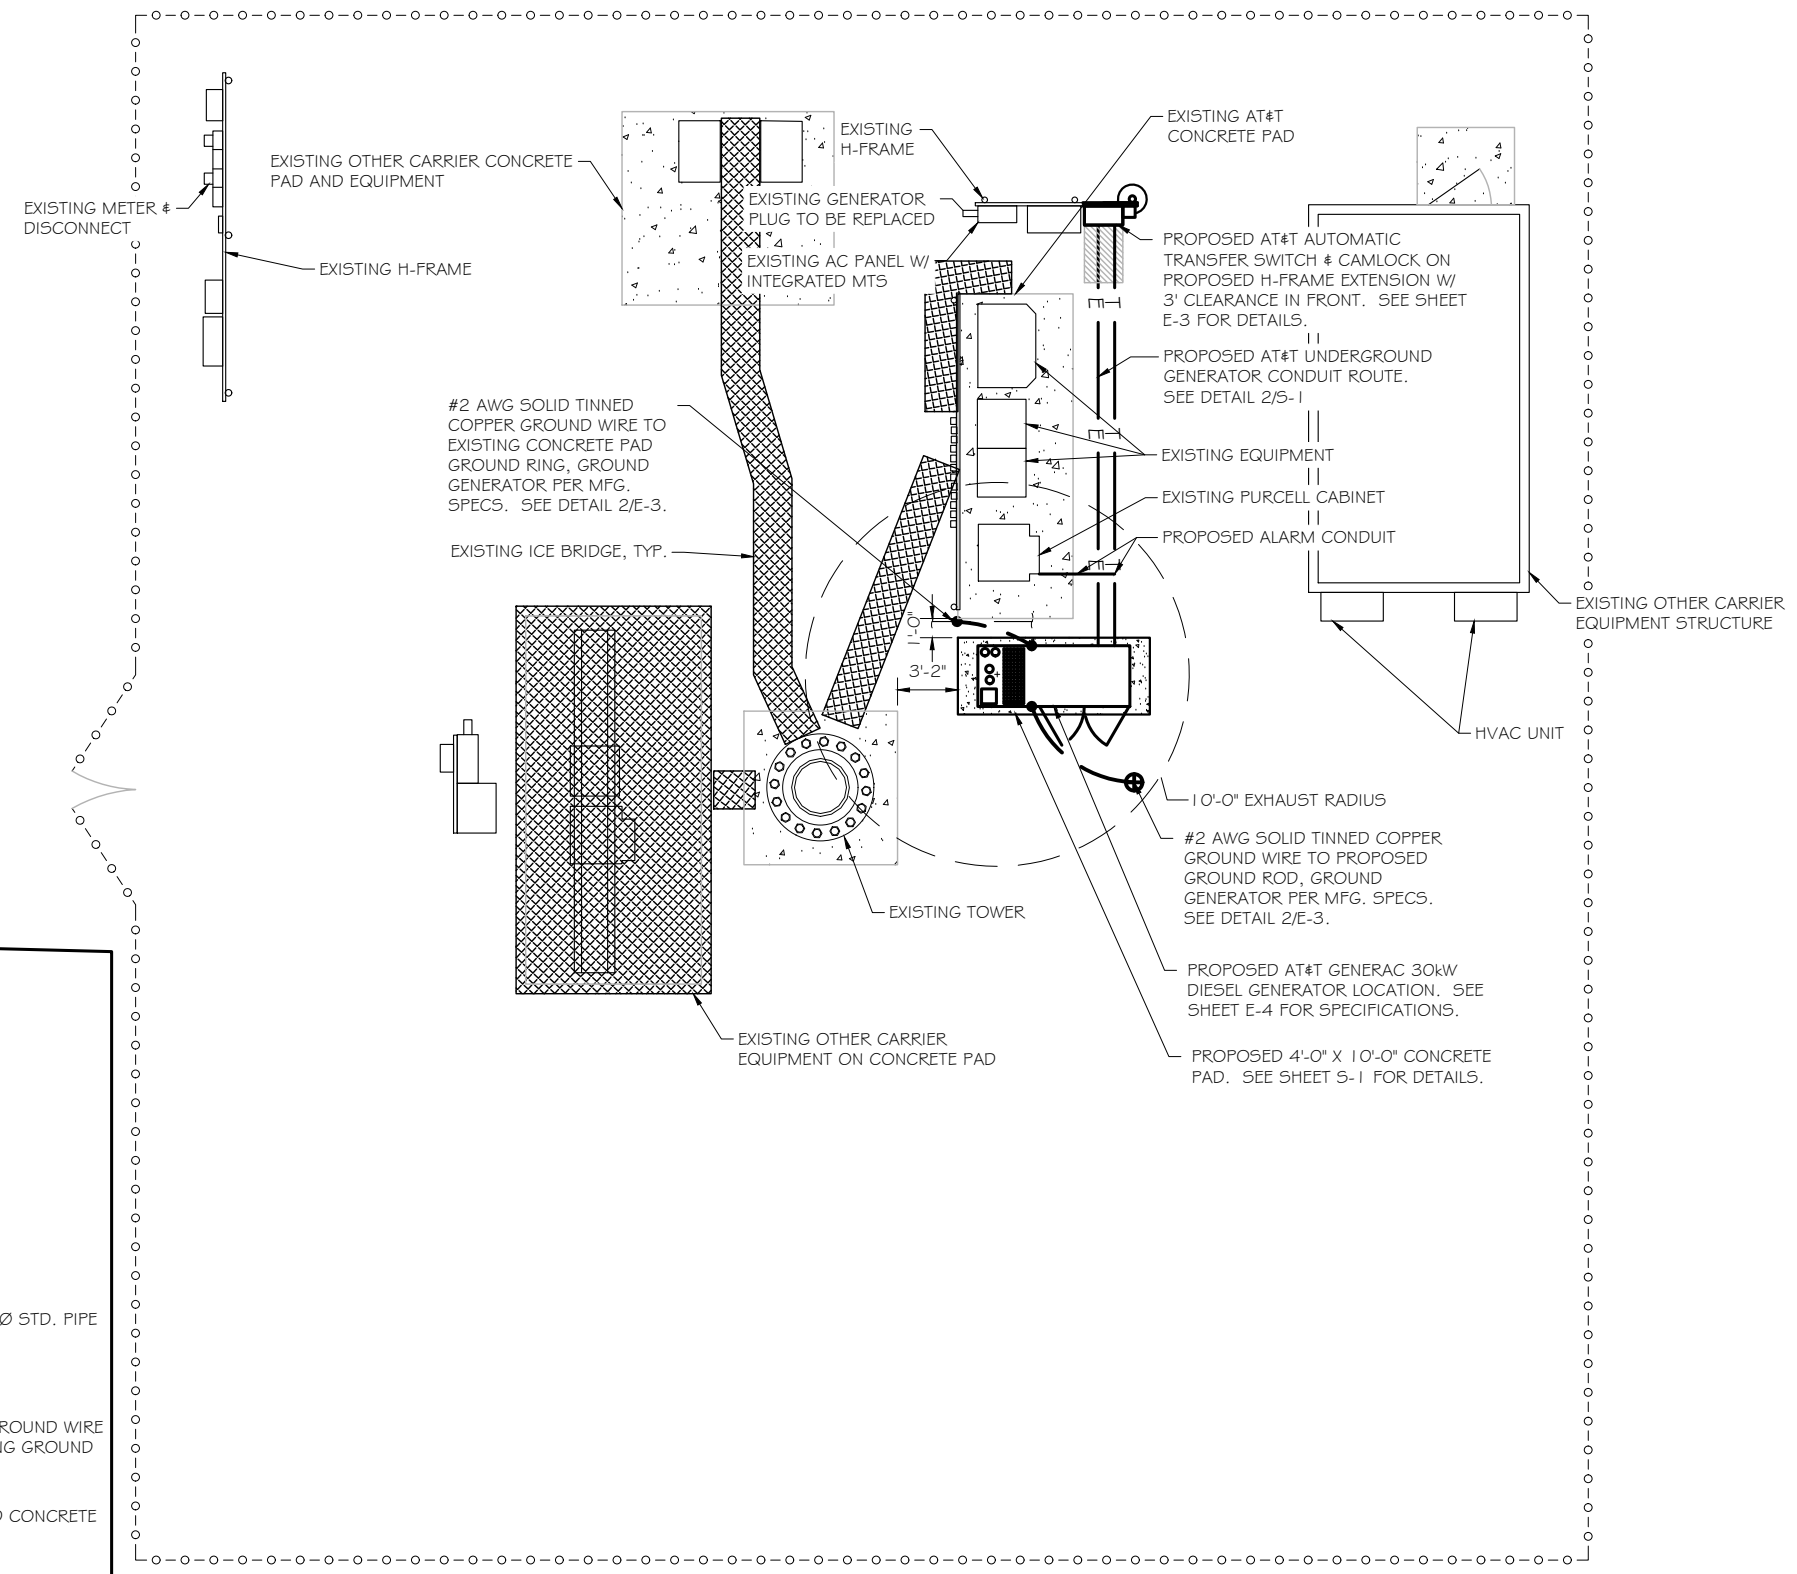 EXISTING METER &
DISCONNECT
EXISTING OTHER CARRIER CONCRETE
PAD AND EQUIPMENT
EXISTING H-FRAME
EXISTING
H-FRAME
EXISTING GENERATOR
PLUG TO BE REPLACED
EXISTING AC PANEL W/
INTEGRATED MTS
EXISTING AT&T
CONCRETE PAD
PROPOSED AT&T AUTOMATIC
TRANSFER SWITCH & CAMLOCK ON
PROPOSED H-FRAME EXTENSION W/
3' CLEARANCE IN FRONT. SEE SHEET
E-3 FOR DETAILS.
PROPOSED AT&T UNDERGROUND
GENERATOR CONDUIT ROUTE.
SEE DETAIL 2/S-1
T
E
T
E
T
E
#2 AWG SOLID TINNED
COPPER GROUND WIRE TO
EXISTING CONCRETE PAD
GROUND RING, GROUND
GENERATOR PER MFG.
SPECS. SEE DETAIL 2/E-3.
EXISTING ICE BRIDGE, TYP.
EXISTING EQUIPMENT
EXISTING PURCELL CABINET
PROPOSED ALARM CONDUIT
EXISTING OTHER CARRIER
EQUIPMENT STRUCTURE
HVAC UNIT
1'-0"
3'-2"
10'-0" EXHAUST RADIUS
#2 AWG SOLID TINNED COPPER
GROUND WIRE TO PROPOSED
GROUND ROD, GROUND
GENERATOR PER MFG. SPECS.
SEE DETAIL 2/E-3.
EXISTING TOWER
PROPOSED AT&T GENERAC 30kW
DIESEL GENERATOR LOCATION. SEE
SHEET E-4 FOR SPECIFICATIONS.
EXISTING OTHER CARRIER
EQUIPMENT ON CONCRETE PAD
PROPOSED 4'-0" X 10'-0" CONCRETE
PAD. SEE SHEET S-1 FOR DETAILS.
Ø STD. PIPE
ROUND WIRE
NG GROUND
CONCRETE